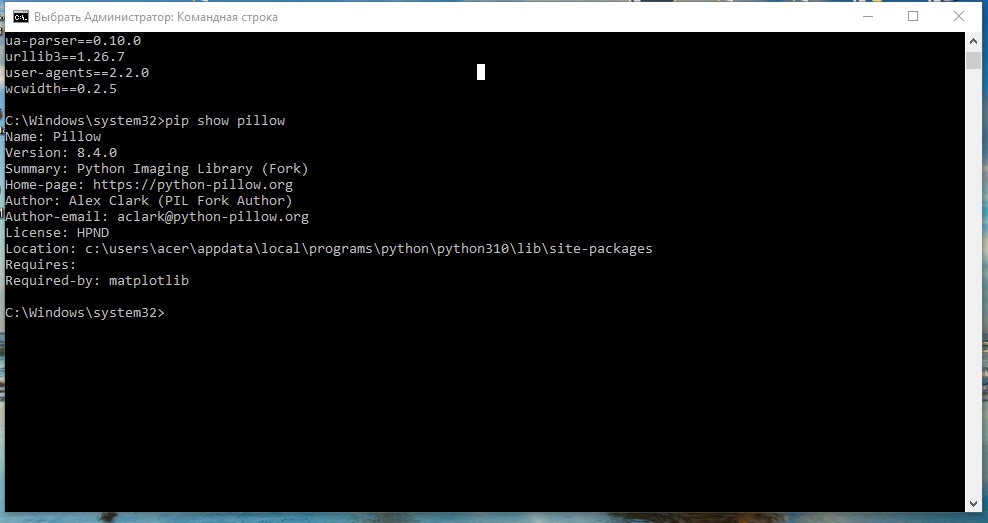 Выбрать Администратор: Командная строка
ua-parser==0.10.0
urllib3==1.26.7
user-agents==2.2.0
wcwidth==0.2.5
C:\Windows\system32>pip show pillow
Name: Pillow
Version: 8.4.0
Summary: Python Imaging Library (Fork)
Home-page: https://python-pillow.org
Author: Alex Clark (PIL Fork Author)
Author-email: aclark@python-pillow.org
License: HPND
Location: c:\users\acer\appdata\local\programs\python\python310\lib\site-packages
Requires:
Required-by: matplotlib
C:\Windows\system32>